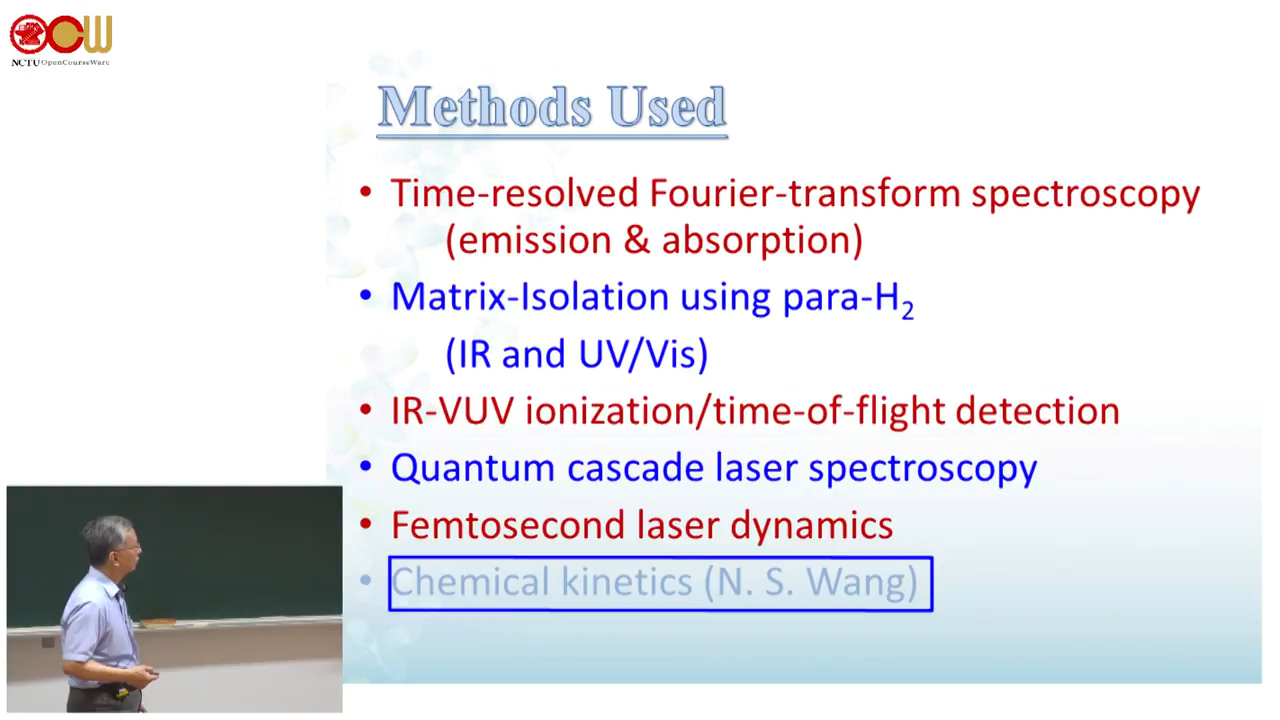 OCW
NCTU OpenCourseWare
Methods Used
• Time-resolved Fourier-transform spectroscopy
(emission & absorption)
• Matrix-Isolation using para-H₂
(IR and UV/Vis)
• IR-VUV ionization/time-of-flight detection
• Quantum cascade laser spectroscopy
• Femtosecond laser dynamics
• Chemical kinetics (N. S. Wang)